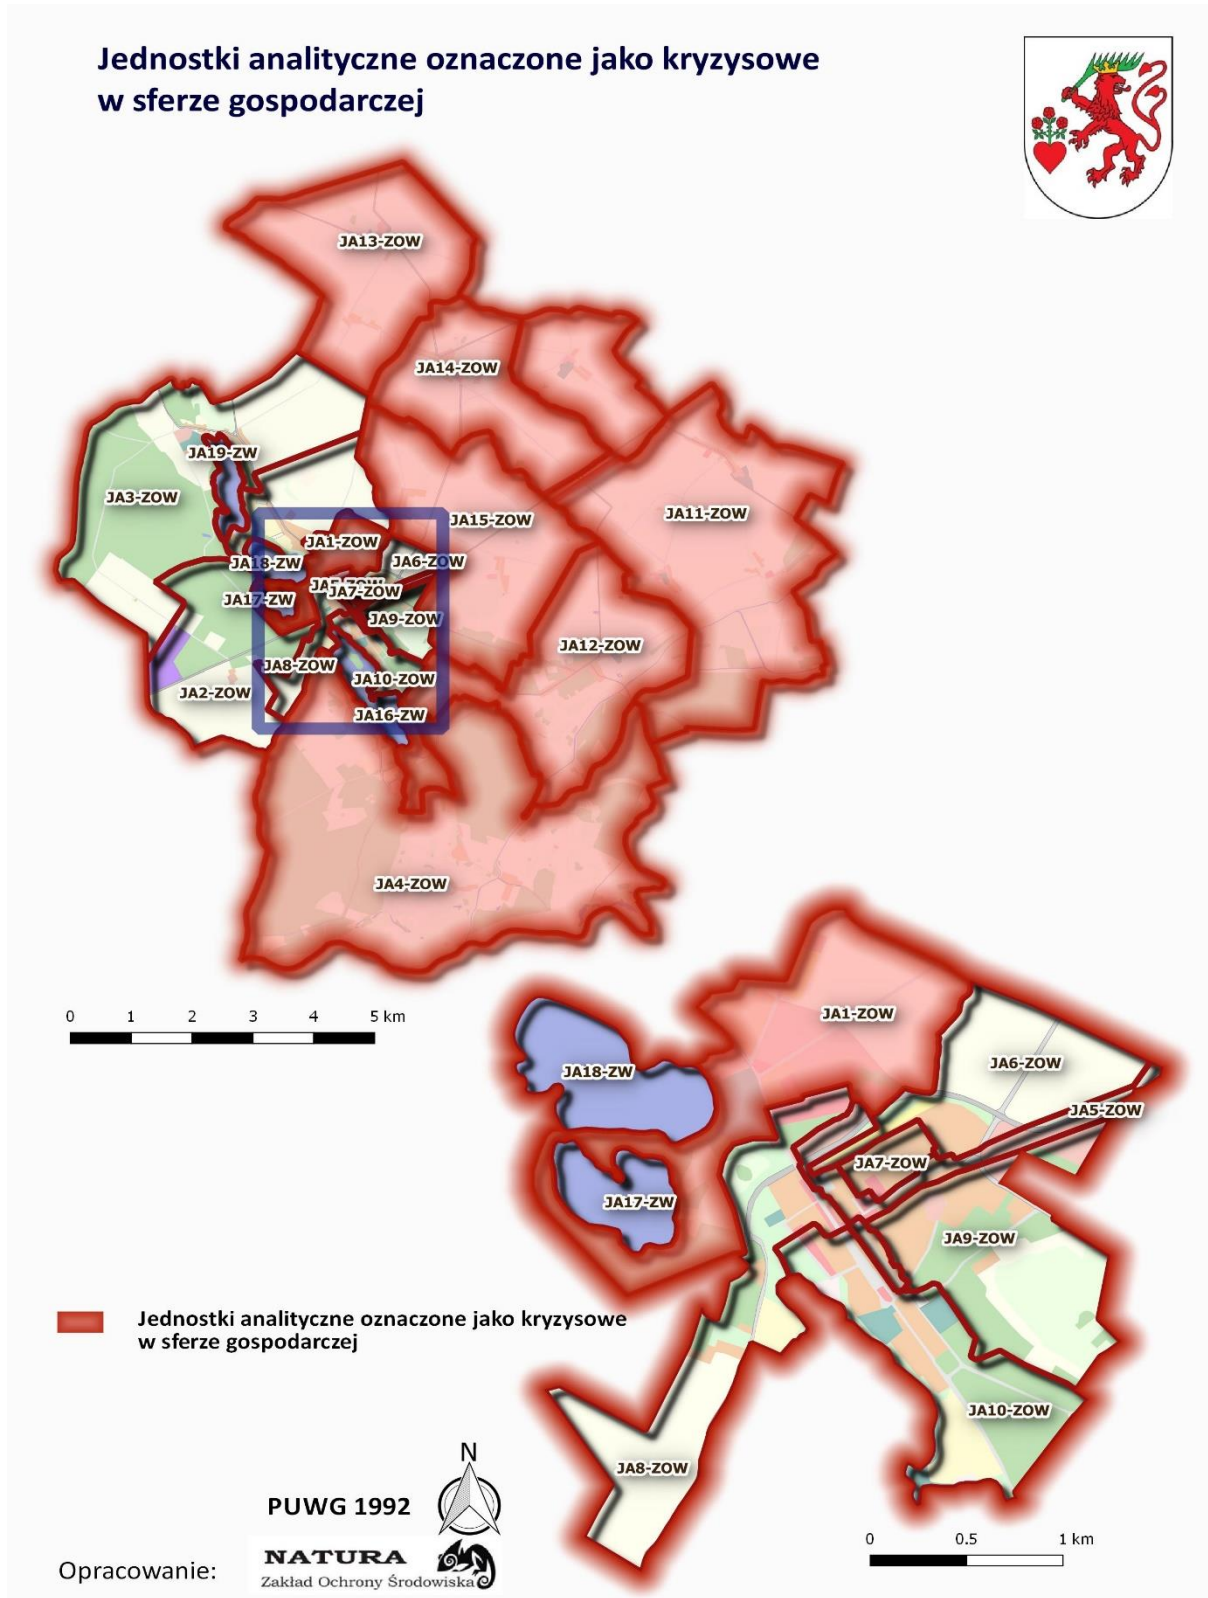 Jednostki analityczne oznaczone jako kryzysowe
w sferze gospodarczej
JA13-ZOW
JA14-ZOW
JA19-ZW
JA3-ZOW
JA11-ZOW
JA15-ZOW
JA1-ZOW
JA6-ZOW
JA18-ZW
JA7-ZOW
JA17-ZW
JA9-ZOW
JA12-ZOW
JA8-ZOW
JA10-ZOW
JA2-ZOW
JA16-ZW
JA4-ZOW
0 1 2 3 4 5 km
JA1-ZOW
JA6-ZOW
JA18-ZW
JA5-ZOW
JA7-ZOW
JA17-ZW
JA9-ZOW
Jednostki analityczne oznaczone jako kryzysowe
w sferze gospodarczej
JA10-ZOW
JA8-ZOW
N
PUWG 1992
0 0.5 1 km
Opracowanie:
NATURA
Zakład Ochrony Środowiska